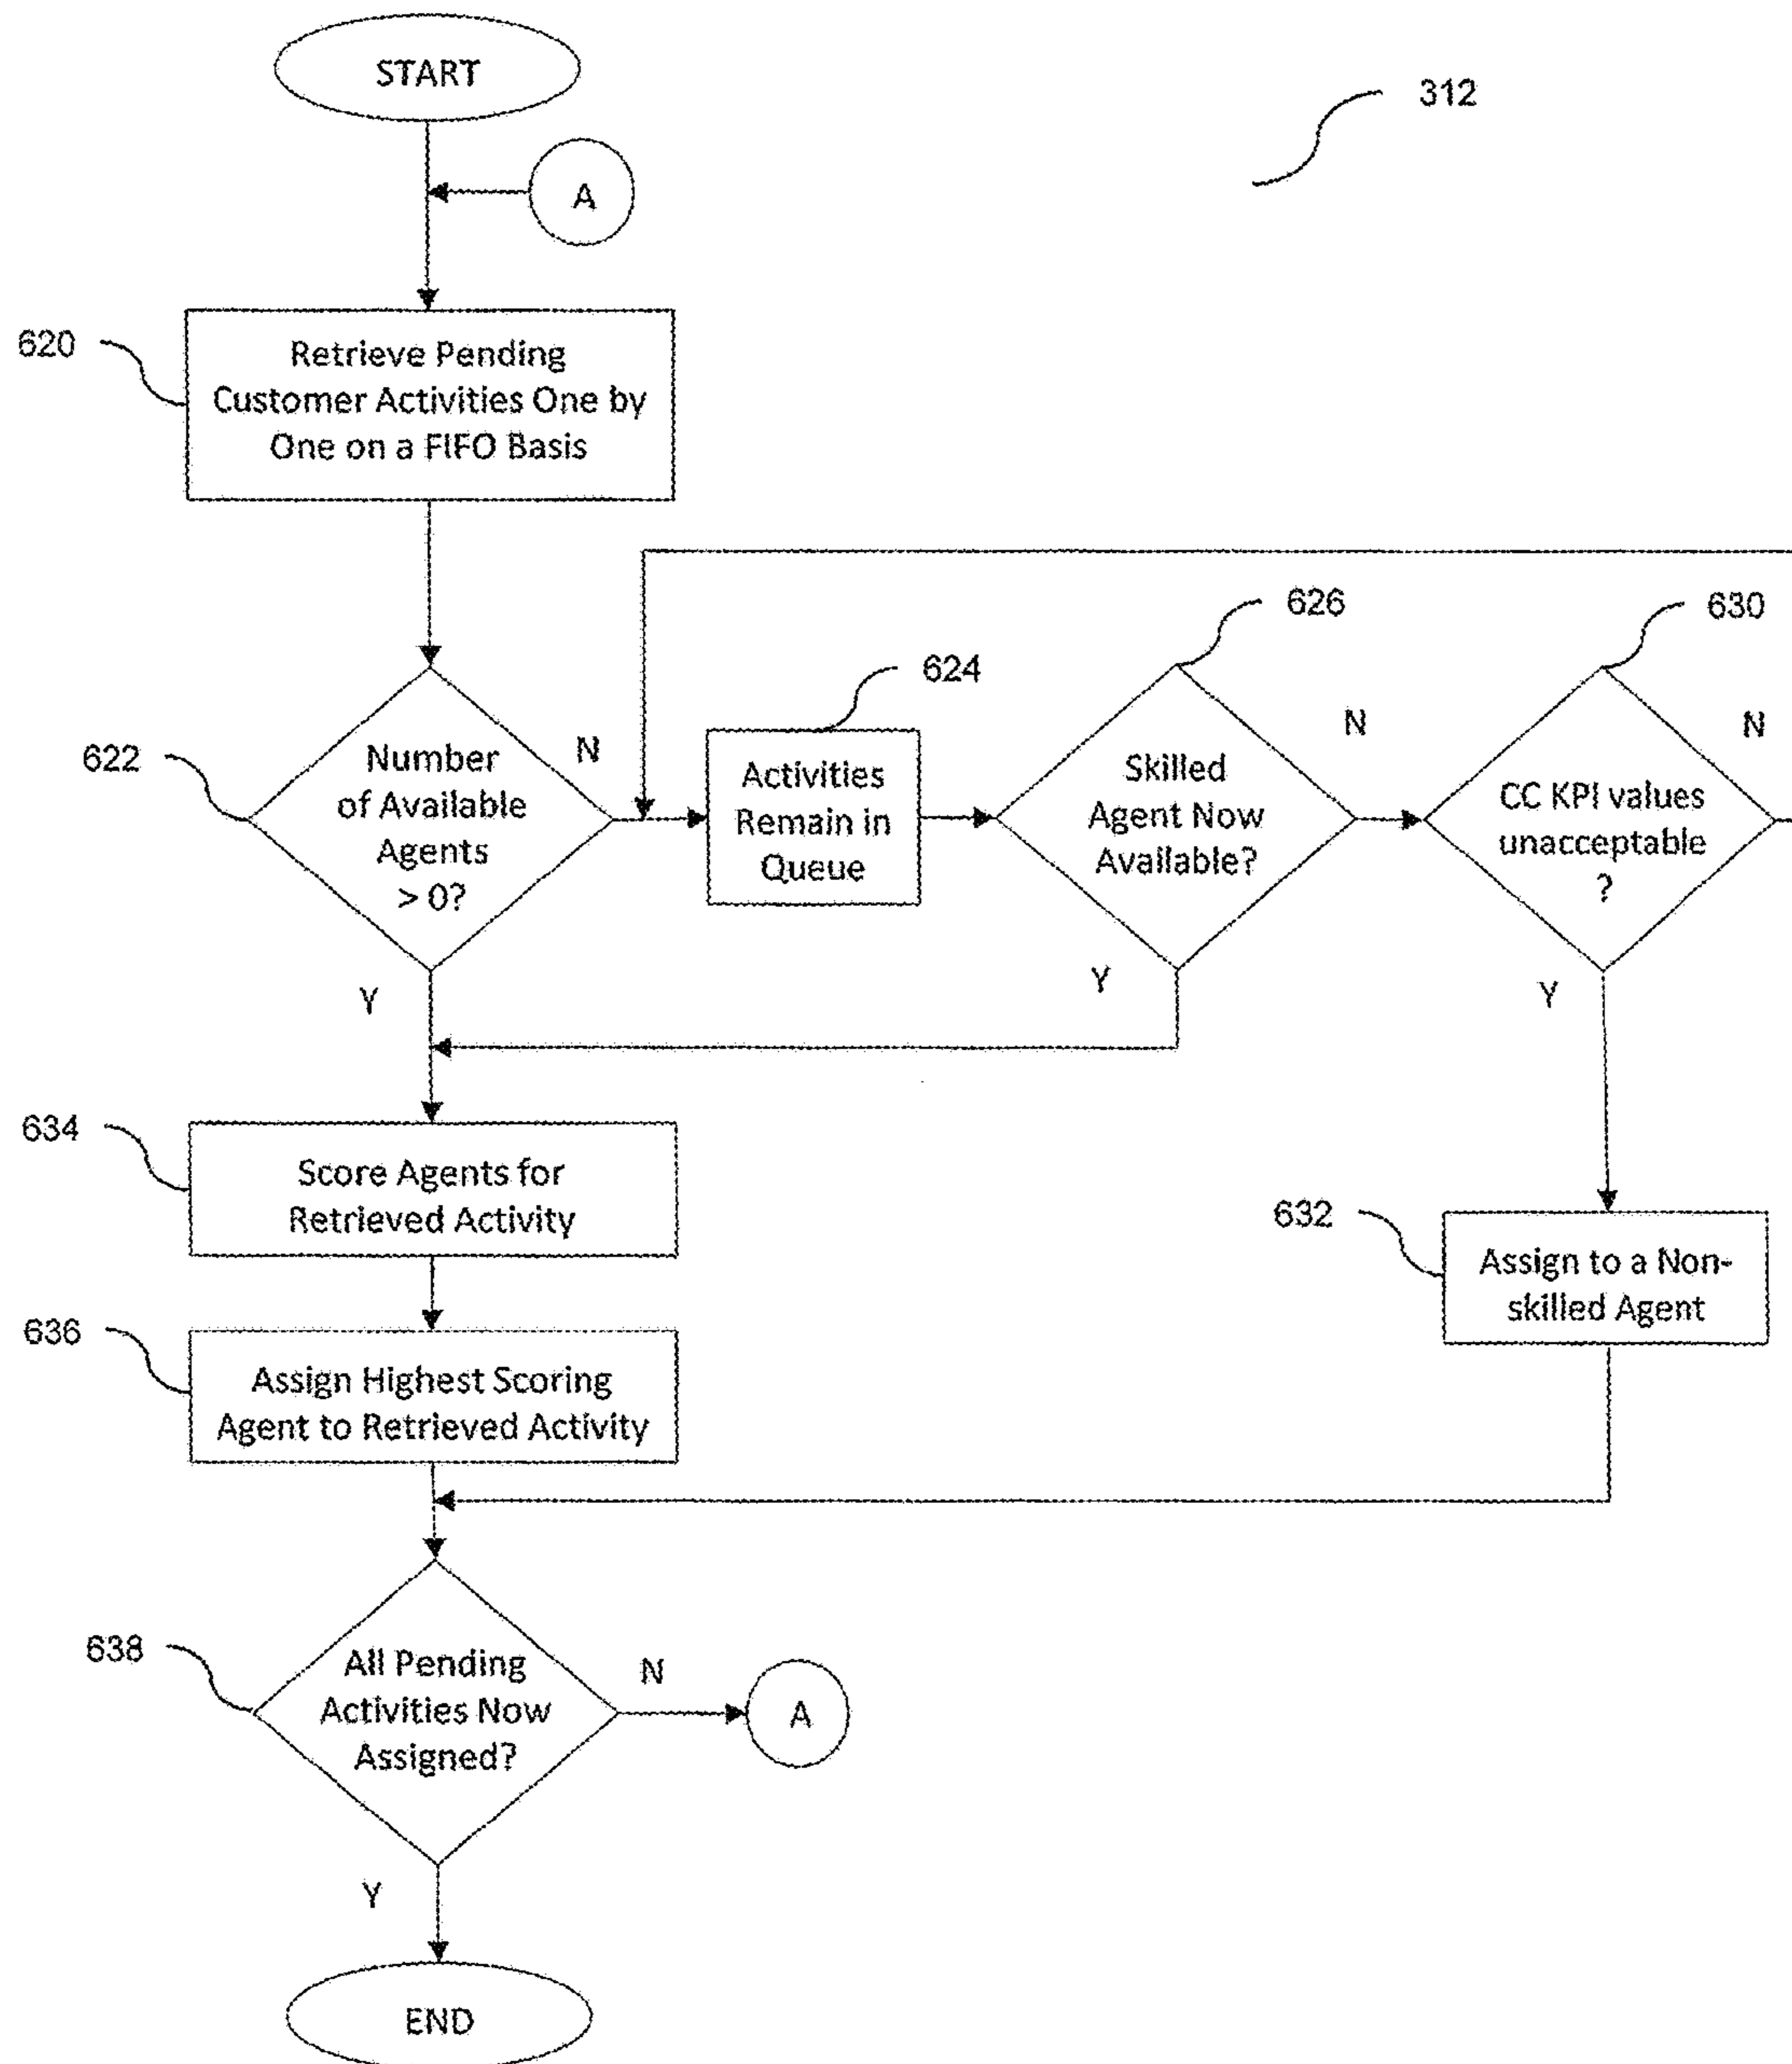 START
312
A
620
Retrieve Pending
Customer Activities One by
One on a FIFO Basis
626
630
624
622
Number
of Available
Agents
> 0?
N
Activities
Remain in
Queue
Skilled
Agent Now
Available?
N
CC KPI values
unacceptable
?
N
Y
Y
Y
634
Score Agents for
Retrieved Activity
632
Assign to a Non-
skilled Agent
636
Assign Highest Scoring
Agent to Retrieved Activity
638
All Pending
Activities Now
Assigned?
N
A
Y
END